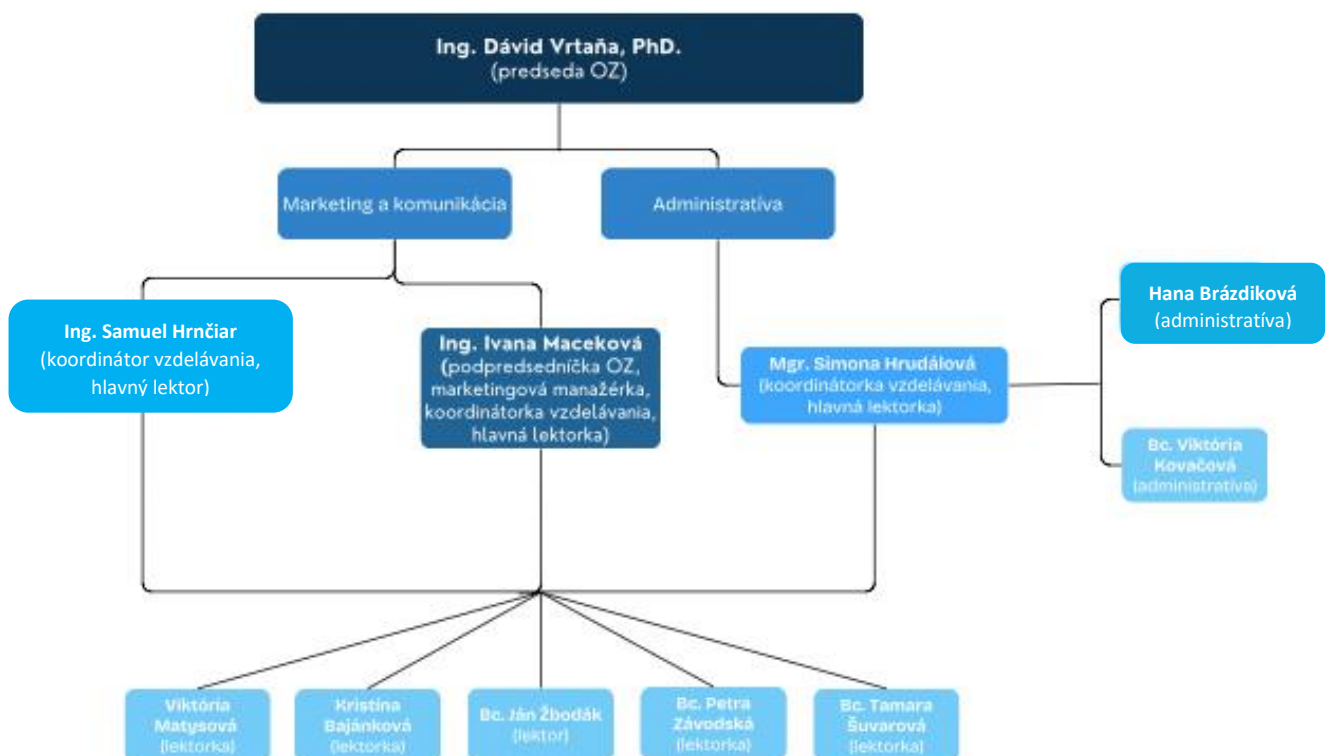 Ing. Dávid Vrtaňa, PhD.
(predseda OZ)
Marketing a komunikácia
Administratíva
Ing. Samuel Hrnčiar
(koordinátor vzdelávania,
hlavný lektor)
Ing. Ivana Maceková
(podpredsedníčka OZ,
marketingová manažérka,
koordinátorka vzdelávania,
hlavná lektorka)
Mgr. Simona Hrudálová
(koordinátorka vzdelávania,
hlavná lektorka)
Hana Brázdiková
(administratíva)
Bc. Viktória
Kovačová
(administratíva)
Viktória
Matysová
(lektorka)
Kristína
Bajánková
(lektorka)
Bc. Ján Žbodák
(lektor)
Bc. Petra
Závodská
(lektorka)
Bc. Tamara
Šuvarová
(lektorka)